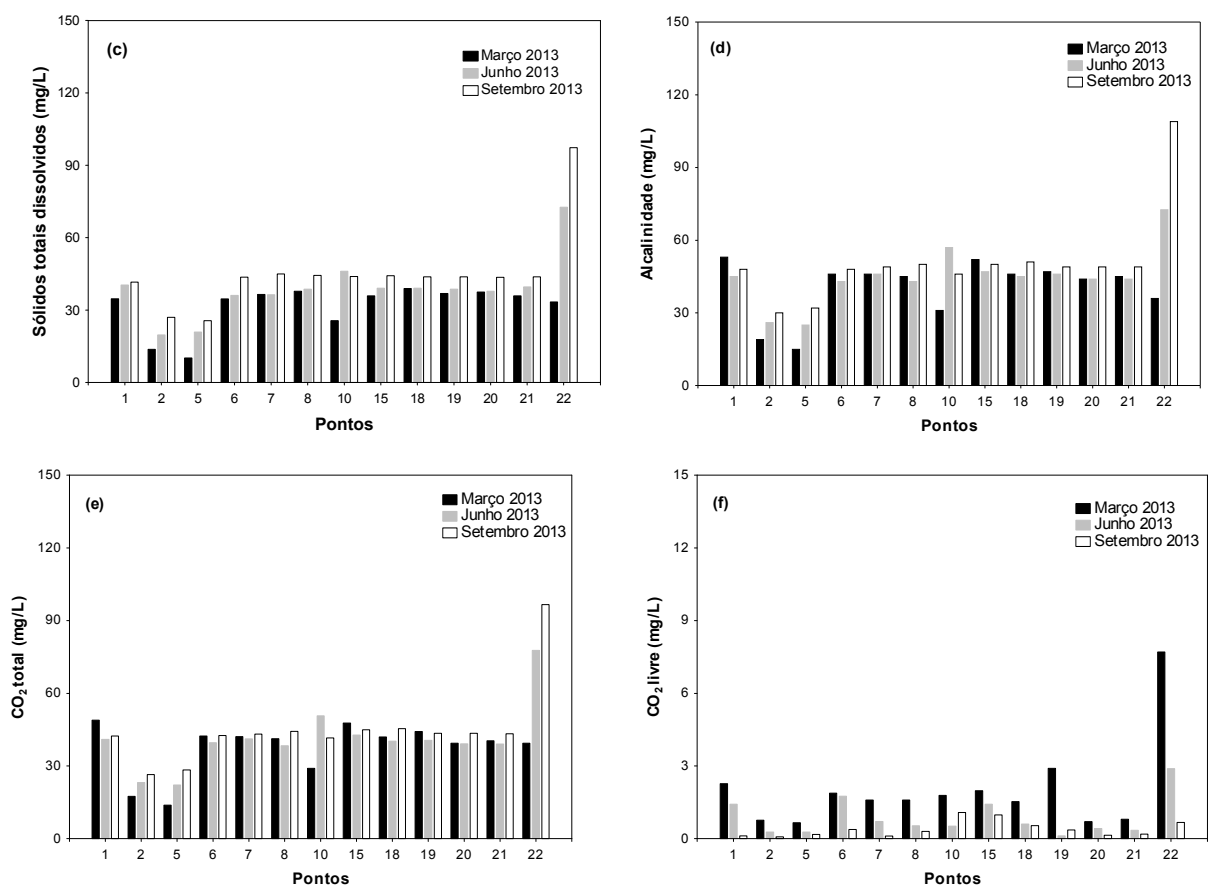 (c)
Março 2013
Junho 2013
Setembro 2013
Sólidos totais dissolvidos (mg/L)
150
120
90
60
30
0
1 2 5 6 7 8 10 15 18 19 20 21 22
Pontos
(d)
Março 2013
Junho 2013
Setembro 2013
Alcalinidade (mg/L)
150
120
90
60
30
0
1 2 5 6 7 8 10 15 18 19 20 21 22
Pontos
(e)
Março 2013
Junho 2013
Setembro 2013
CO₂ total (mg/L)
150
120
90
60
30
0
1 2 5 6 7 8 10 15 18 19 20 21 22
Pontos
(f)
Março 2013
Junho 2013
Setembro 2013
CO₂ livre (mg/L)
15
12
9
6
3
0
1 2 5 6 7 8 10 15 18 19 20 21 22
Pontos